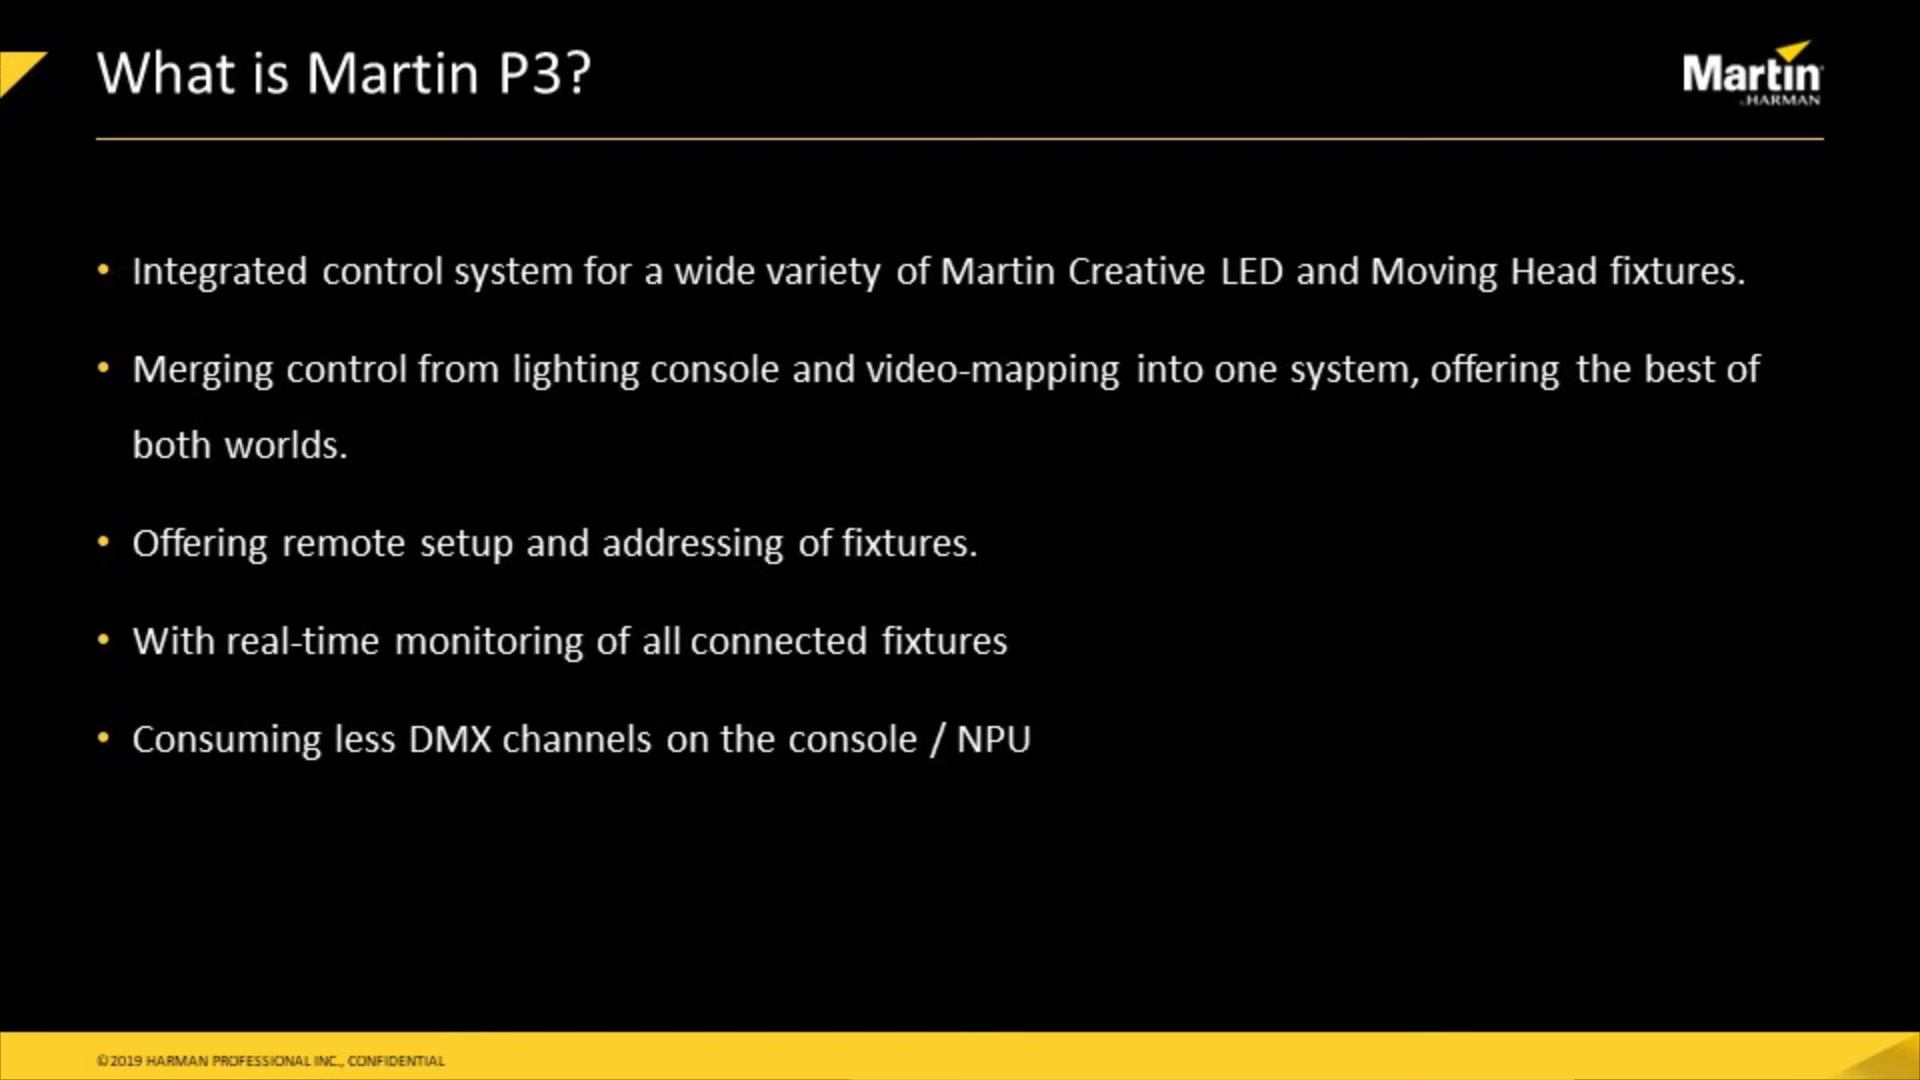 What is Martin P3?
Martin
by HARMAN
• Integrated control system for a wide variety of Martin Creative LED and Moving Head fixtures.
• Merging control from lighting console and video-mapping into one system, offering the best of
both worlds.
• Offering remote setup and addressing of fixtures.
• With real-time monitoring of all connected fixtures
• Consuming less DMX channels on the console / NPU
©2019 HARMAN PROFESSIONAL INC., CONFIDENTIAL